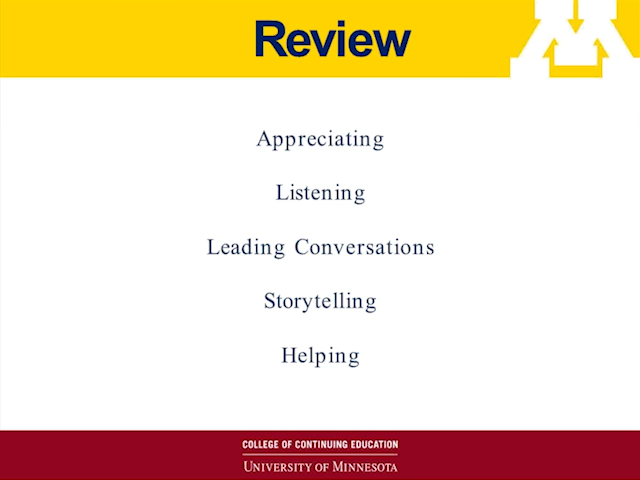 Review
Appreciating
Listening
Leading Conversations
Storytelling
Helping
COLLEGE OF CONTINUING EDUCATION
UNIVERSITY OF MINNESOTA